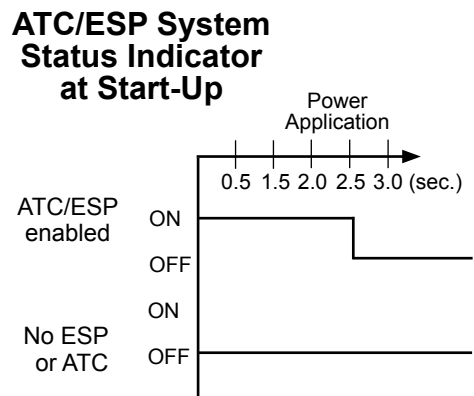 ATC/ESP System
Status Indicator
at Start-Up
Power
Application
0.5 1.5 2.0 2.5 3.0 (sec.)
ATC/ESP
enabled
ON
OFF
ON
No ESP
or ATC
OFF